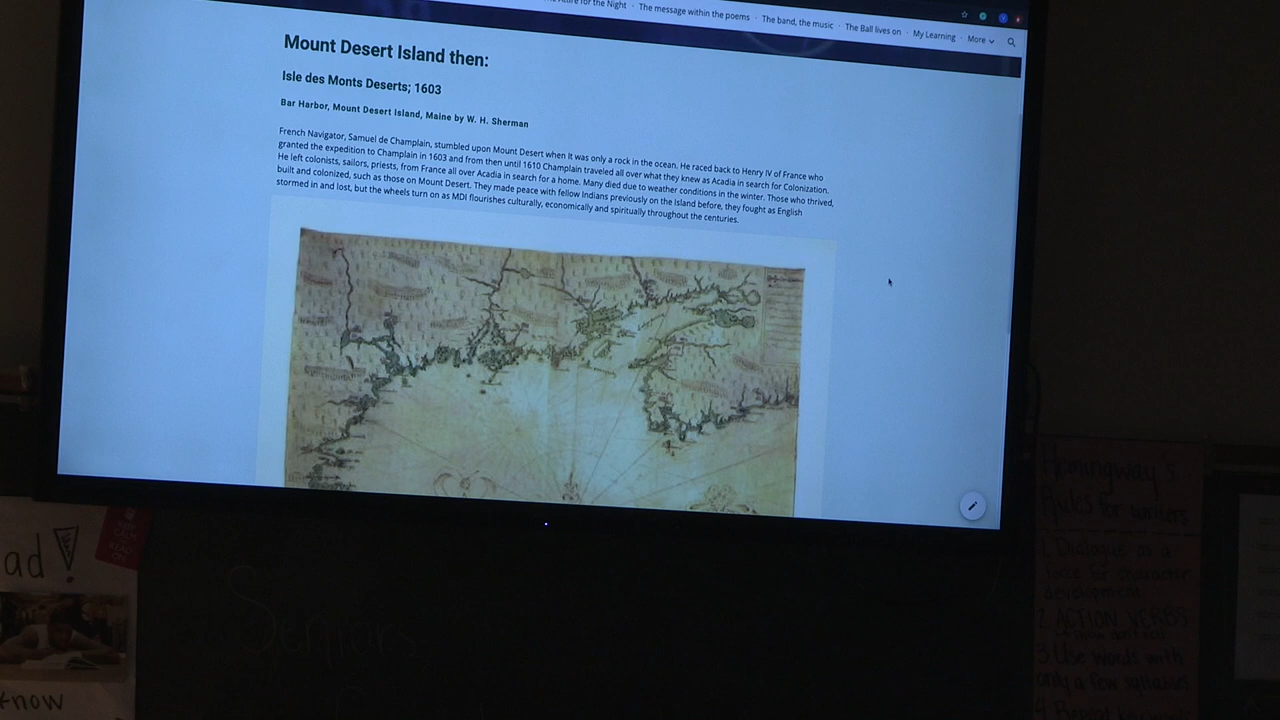 for the Night · The message within the poems · The band, the music · The Ball lives on · My Learning · More
Mount Desert Island then:
Isle des Monts Deserts; 1603
Bar Harbor, Mount Desert Island, Maine by W. H. Sherman
French Navigator, Samuel de Champlain, stumbled upon Mount Desert when it was only a rock in the ocean. He raced back to Henry IV of France who
granted the expedition to Champlain in 1603 and from then until 1610 Champlain traveled all over what they knew as Acadia in search for Colonization.
He left colonists, sailors, priests, from France all over Acadia in search for a home. Many died due to weather conditions in the winter. Those who thrived,
built and colonized, such as those on Mount Desert. They made peace with fellow Indians previously on the Island before, they fought as English
stormed in and lost, but the wheels turn on as MDI flourishes culturally, economically and spiritually throughout the centuries.
ad!
know
Seniors
Hemingway's
Rules for writers
1. Dialogue as a
development
2. ACTION VERBS
3. Use words with
only a few syllables